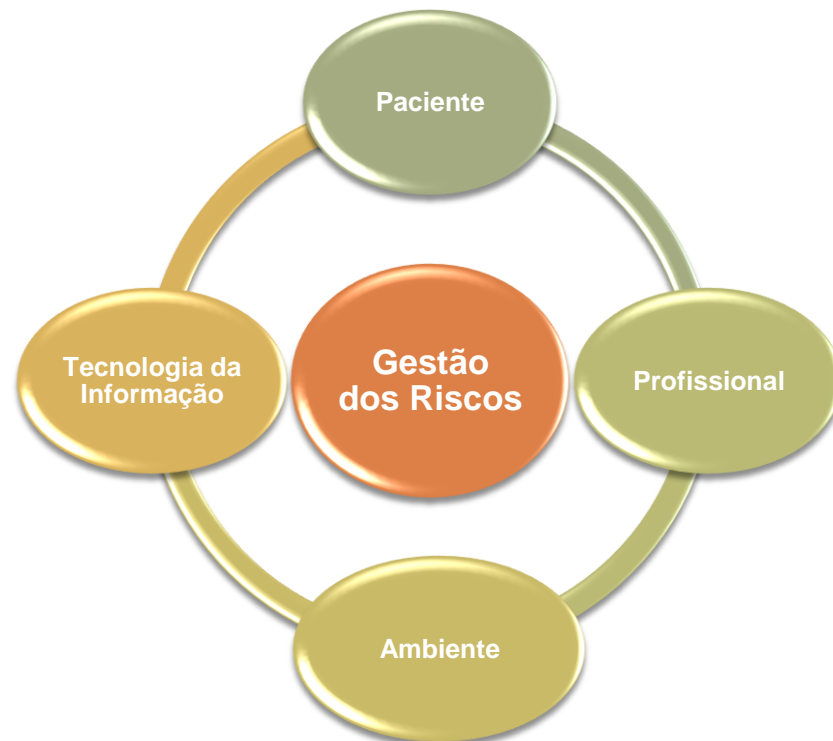 Paciente
Tecnologia da
Informação
Gestão
dos Riscos
Profissional
Ambiente